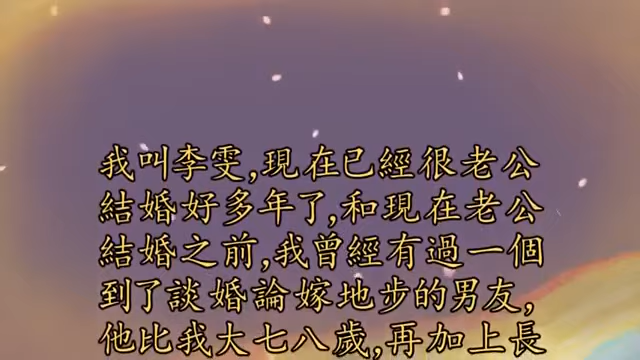 我叫李雯,現在已經很老公
結婚好多年了,和現在老公
結婚之前,我曾經有過一個
到了談婚論嫁地步的男友,
他比我大七八歲,再加上長